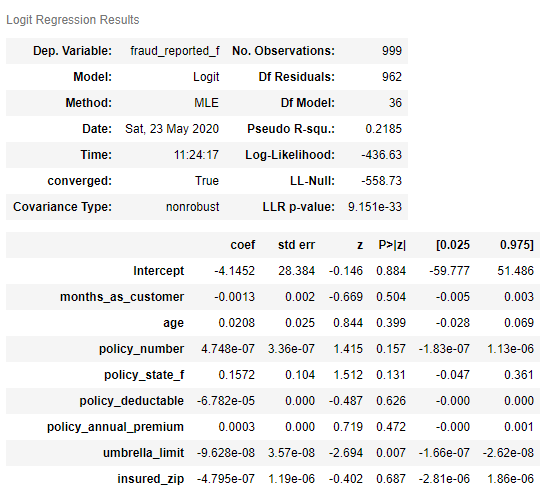 Logit Regression Results
Dep. Variable: fraud_reported_f No. Observations: 999
Model: Logit Df Residuals: 962
Method: MLE Df Model: 36
Date: Sat, 23 May 2020 Pseudo R-squ.: 0.2185
Time: 11:24:17 Log-Likelihood: -436.63
converged: True LL-Null: -558.73
Covariance Type: nonrobust LLR p-value: 9.151e-33
coef std err z P>|z| [0.025 0.975]
Intercept -4.1452 28.384 -0.146 0.884 -59.777 51.486
months_as_customer -0.0013 0.002 -0.669 0.504 -0.005 0.003
age 0.0208 0.025 0.844 0.399 -0.028 0.069
policy_number 4.748e-07 3.36e-07 1.415 0.157 -1.83e-07 1.13e-06
policy_state_f 0.1572 0.104 1.512 0.131 -0.047 0.361
policy_deductable -6.782e-05 0.000 -0.487 0.626 -0.000 0.000
policy_annual_premium 0.0003 0.000 0.719 0.472 -0.000 0.001
umbrella_limit -9.628e-08 3.57e-08 -2.694 0.007 -1.66e-07 -2.62e-08
insured_zip -4.795e-07 1.19e-06 -0.402 0.687 -2.81e-06 1.86e-06